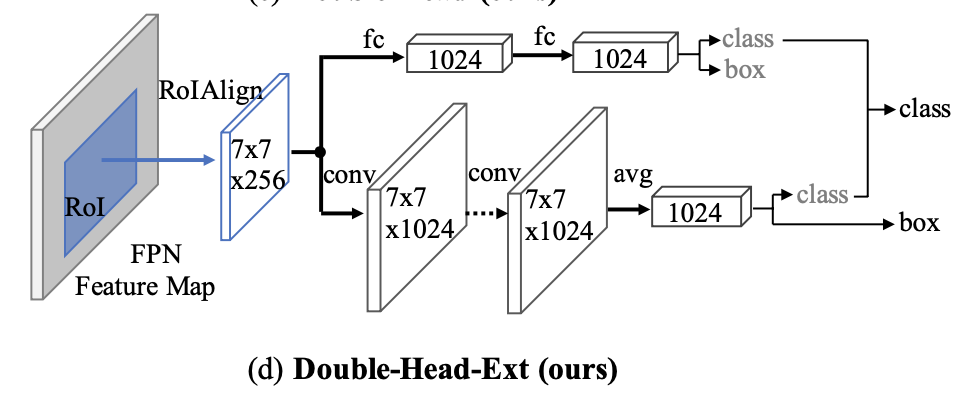 fc
fc
1024
1024
class
box
RoIAlign
7x7
x256
class
conv
7x7
x1024
conv
7x7
x1024
avg
1024
class
box
RoI
FPN
Feature Map
(d) Double-Head-Ext (ours)